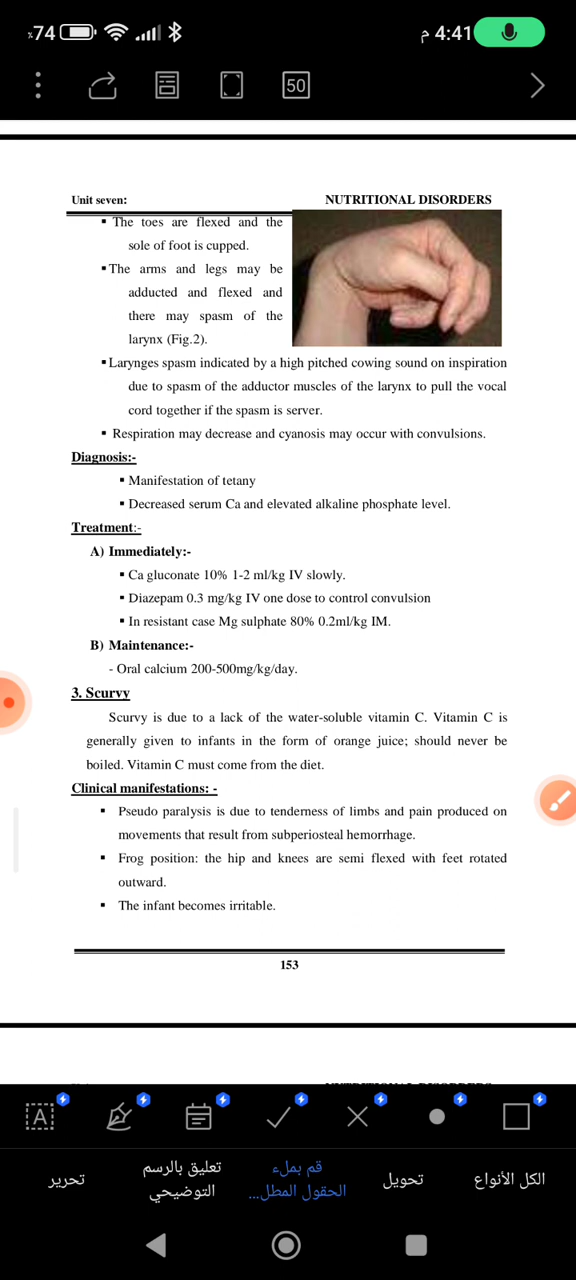 %74
4:41 م
50
Unit seven:
NUTRITIONAL DISORDERS
▪ The toes are flexed and the
sole of foot is cupped.
▪ The arms and legs may be
adducted and flexed and
there may spasm of the
larynx (Fig.2).
▪ Larynges spasm indicated by a high pitched cowing sound on inspiration
due to spasm of the adductor muscles of the larynx to pull the vocal
cord together if the spasm is server.
▪ Respiration may decrease and cyanosis may occur with convulsions.
Diagnosis:-
▪ Manifestation of tetany
▪ Decreased serum Ca and elevated alkaline phosphate level.
Treatment:-
A) Immediately:-
▪ Ca gluconate 10% 1-2 ml/kg IV slowly.
▪ Diazepam 0.3 mg/kg IV one dose to control convulsion
▪ In resistant case Mg sulphate 80% 0.2ml/kg IM.
B) Maintenance:-
- Oral calcium 200-500mg/kg/day.
3. Scurvy
Scurvy is due to a lack of the water-soluble vitamin C. Vitamin C is
generally given to infants in the form of orange juice; should never be
boiled. Vitamin C must come from the diet.
Clinical manifestations: -
▪ Pseudo paralysis is due to tenderness of limbs and pain produced on
movements that result from subperiosteal hemorrhage.
▪ Frog position: the hip and knees are semi flexed with feet rotated
outward.
▪ The infant becomes irritable.
153
A
الكل الأنواع
تحويل
قم بملء
الحقول المطل...
تعليق بالرسم
التوضيحي
تحرير